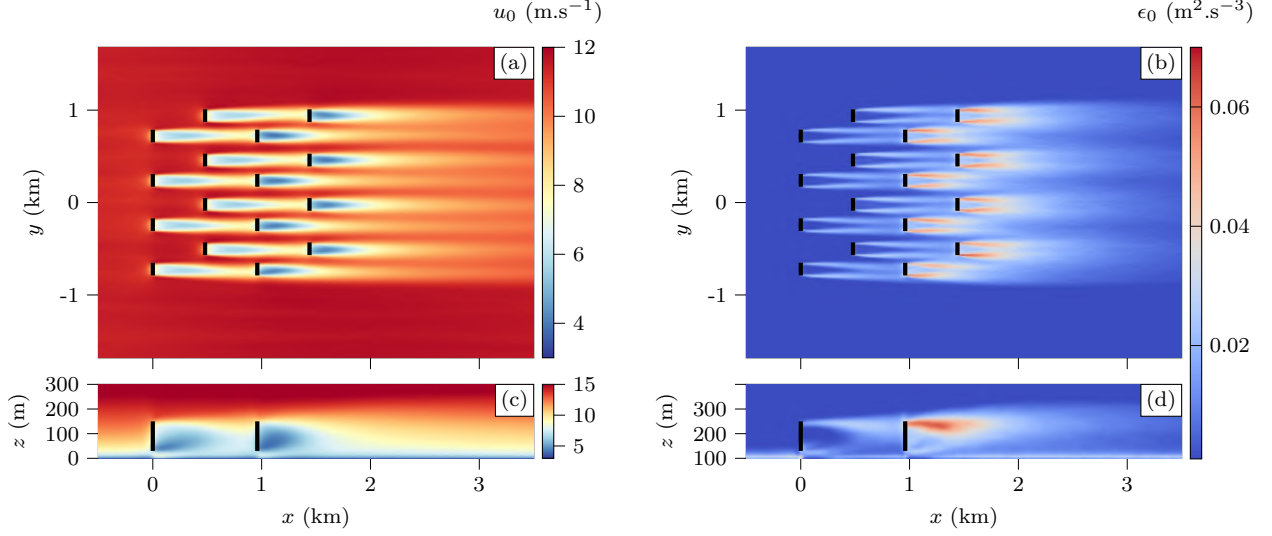 u₀ (m.s⁻¹)
ϵ₀ (m².s⁻³)
(a)
(b)
12
10
8
6
4
0.06
0.04
0.02
1
0
-1
y (km)
1
0
-1
y (km)
(c)
(d)
300
200
100
0
z (m)
15
10
5
300
200
100
z (m)
0
1
2
3
x (km)
0
1
2
3
x (km)